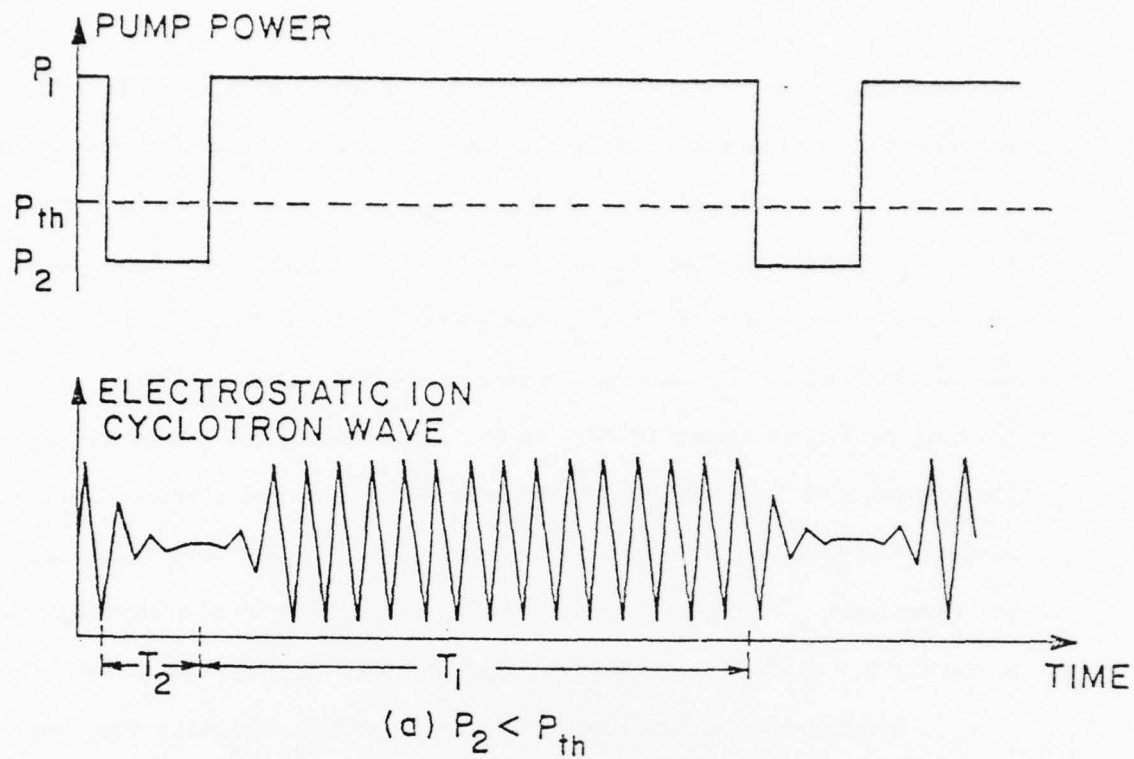 PUMP POWER
P₁
Pth
P₂
ELECTROSTATIC ION
CYCLOTRON WAVE
T₂
T₁
TIME
(a) P₂ < Pth